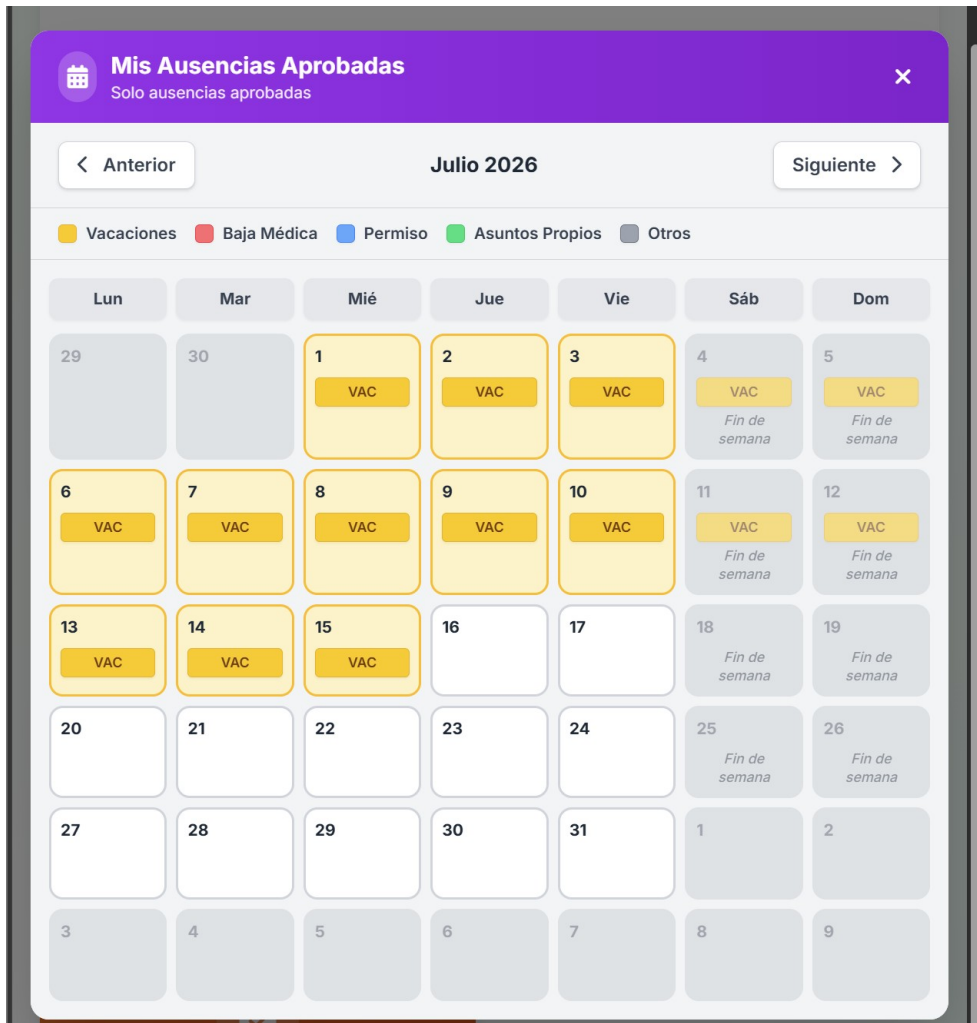 Mis Ausencias Aprobadas
Solo ausencias aprobadas
Anterior
Julio 2026
Siguiente
Vacaciones Baja Médica Permiso Asuntos Propios Otros
Lun Mar Mié Jue Vie Sáb Dom
29 30 1 2 3 4 5
VAC VAC VAC VAC VAC
Fin de Fin de
semana semana
6 7 8 9 10 11 12
VAC VAC VAC VAC VAC VAC VAC
Fin de Fin de
semana semana
13 14 15 16 17 18 19
VAC VAC VAC
Fin de Fin de
semana semana
20 21 22 23 24 25 26
Fin de Fin de
semana semana
27 28 29 30 31 1 2
3 4 5 6 7 8 9